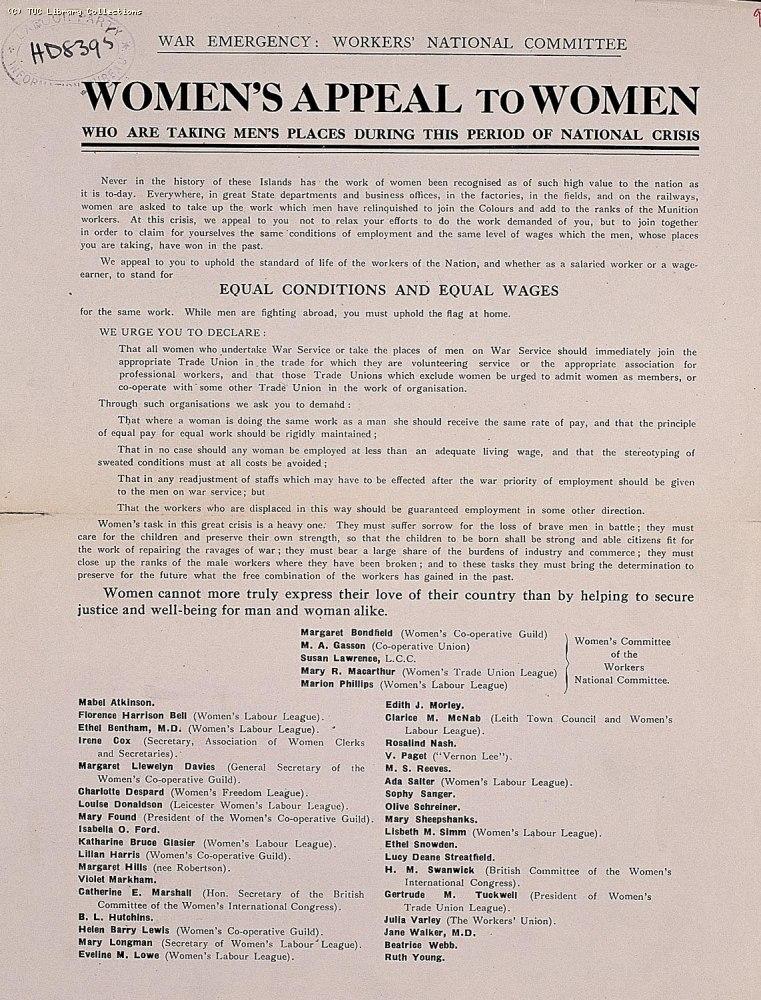 (C) TUC Library Collections
HD8395
WAR EMERGENCY: WORKERS' NATIONAL COMMITTEE
WOMEN'S APPEAL TO WOMEN
WHO ARE TAKING MEN'S PLACES DURING THIS PERIOD OF NATIONAL CRISIS
Never in the history of these Islands has the work of women been recognised as of such high value to the nation as
it is to-day. Everywhere, in great State departments and business offices, in the factories, in the fields, and on the railways,
women are asked to take up the work which men have relinquished to join the Colours and add to the ranks of the Munition
workers. At this crisis, we appeal to you not to relax your efforts to do the work demanded of you, but to join together
in order to claim for yourselves the same conditions of employment and the same level of wages which the men, whose places
you are taking, have won in the past.
We appeal to you to uphold the standard of life of the workers of the Nation, and whether as a salaried worker or a wage-
earner, to stand for
EQUAL CONDITIONS AND EQUAL WAGES
for the same work. While men are fighting abroad, you must uphold the flag at home.
WE URGE YOU TO DECLARE:
That all women who undertake War Service or take the places of men on War Service should immediately join the
appropriate Trade Union in the trade for which they are volunteering service or the appropriate association for
professional workers, and that those Trade Unions which exclude women be urged to admit women as members, or
co-operate with some other Trade Union in the work of organisation.
Through such organisations we ask you to demand:
That where a woman is doing the same work as a man she should receive the same rate of pay, and that the principle
of equal pay for equal work should be rigidly maintained;
That in no case should any woman be employed at less than an adequate living wage, and that the stereotyping of
sweated conditions must at all costs be avoided;
That in any readjustment of staffs which may have to be effected after the war priority of employment should be given
to the men on war service; but
That the workers who are displaced in this way should be guaranteed employment in some other direction.
Women's task in this great crisis is a heavy one. They must suffer sorrow for the loss of brave men in battle; they must
care for the children and preserve their own strength, so that the children to be born shall be strong and able citizens fit for
the work of repairing the ravages of war; they must bear a large share of the burdens of industry and commerce; they must
close up the ranks of the male workers where they have been broken; and to these tasks they must bring the determination to
preserve for the future what the free combination of the workers has gained in the past.
Women cannot more truly express their love of their country than by helping to secure
justice and well-being for man and woman alike.
Margaret Bondfield (Women's Co-operative Guild)
M. A. Gasson (Co-operative Union)
Susan Lawrence, L.C.C.
Mary R. Macarthur (Women's Trade Union League)
Marion Phillips (Women's Labour League)
Women's Committee
of the
Workers
National Committee.
Mabel Atkinson.
Florence Harrison Bell (Women's Labour League).
Ethel Bentham, M.D. (Women's Labour League).
Irene Cox (Secretary, Association of Women Clerks
and Secretaries).
Margaret Llewelyn Davies (General Secretary of the
Women's Co-operative Guild).
Charlotte Despard (Women's Freedom League).
Louise Donaldson (Leicester Women's Labour League).
Mary Found (President of the Women's Co-operative Guild).
Isabella O. Ford.
Katharine Bruce Glasier (Women's Labour League).
Lilian Harris (Women's Co-operative Guild).
Margaret Hills (nee Robertson).
Violet Markham.
Catherine E. Marshall (Hon. Secretary of the British
Committee of the Women's International Congress).
B. L. Hutchins.
Helen Barry Lewis (Women's Co-operative Guild).
Mary Longman (Secretary of Women's Labour League).
Eveline M. Lowe (Women's Labour League).
Edith J. Morley.
Clarice M. McNab (Leith Town Council and Women's
Labour League).
Rosalind Nash.
V. Paget ("Vernon Lee").
M. S. Reeves.
Ada Salter (Women's Labour League).
Sophy Sanger.
Olive Schreiner.
Mary Sheepshanks.
Lisbeth M. Simm (Women's Labour League).
Ethel Snowden.
Lucy Deane Streatfield.
H. M. Swanwick (British Committee of the Women's
International Congress).
Gertrude M. Tuckwell (President of Women's
Trade Union League).
Julia Varley (The Workers' Union).
Jane Walker, M.D.
Beatrice Webb.
Ruth Young.